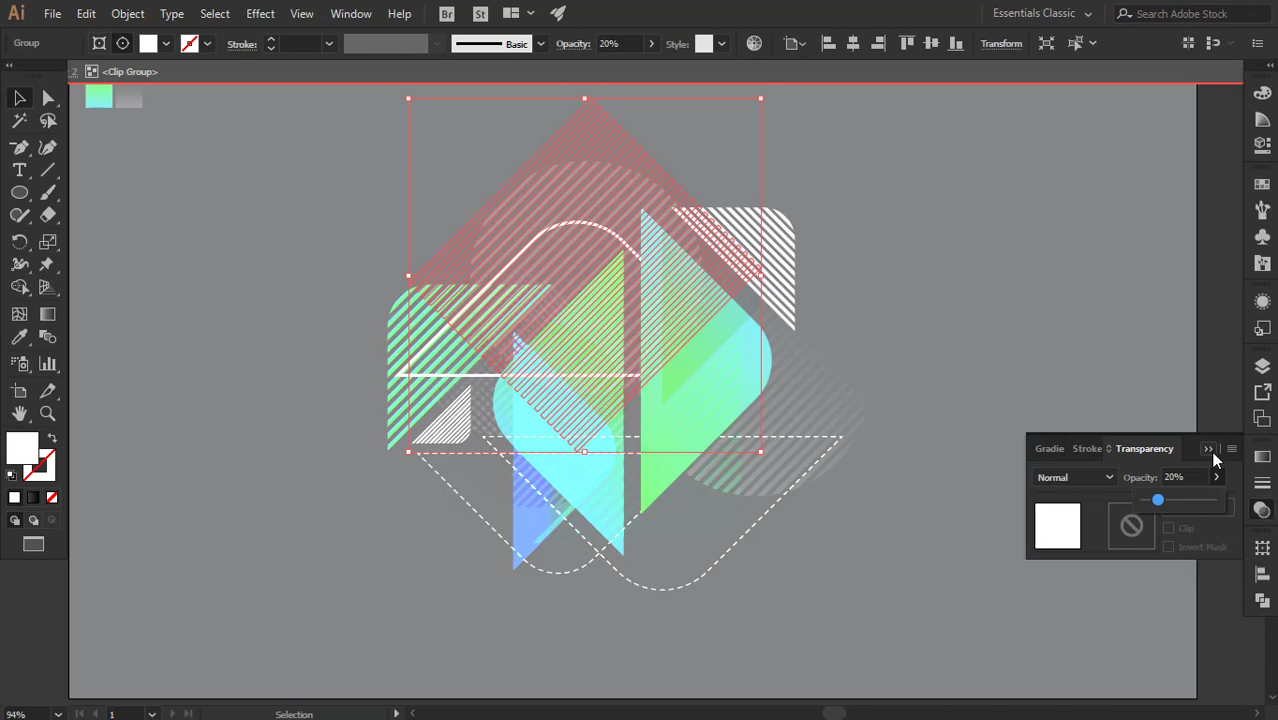 Ai File Edit Object Type Select Effect View Window Help Br St Essentials Classic Search Adobe Stock
Group Stroke: Basic Opacity: 20% Style: Transform
2 <Clip Group>
Gradie Stroke Transparency
Normal Opacity: 20%
Clip
Invert Mask
94% 1 Selection